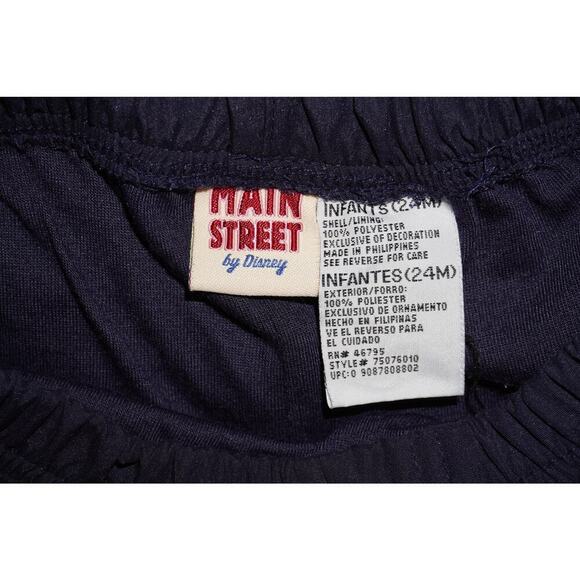 MAIN
STREET
by Disney
INFANTS(24M)
SHELL/LINING:
100% POLYESTER
EXCLUSIVE OF DECORATION
MADE IN PHILIPPINES
SEE REVERSE FOR CARE
INFANTES(24M)
EXTERIOR/FORRO:
100% POLIESTER
EXCLUSIVO DE ORNAMENTO
HECHO EN FILIPINAS
VE EL REVERSO PARA
EL CUIDADO
RN# 46795
STYLE# 75076010
UPC:0 9087808802